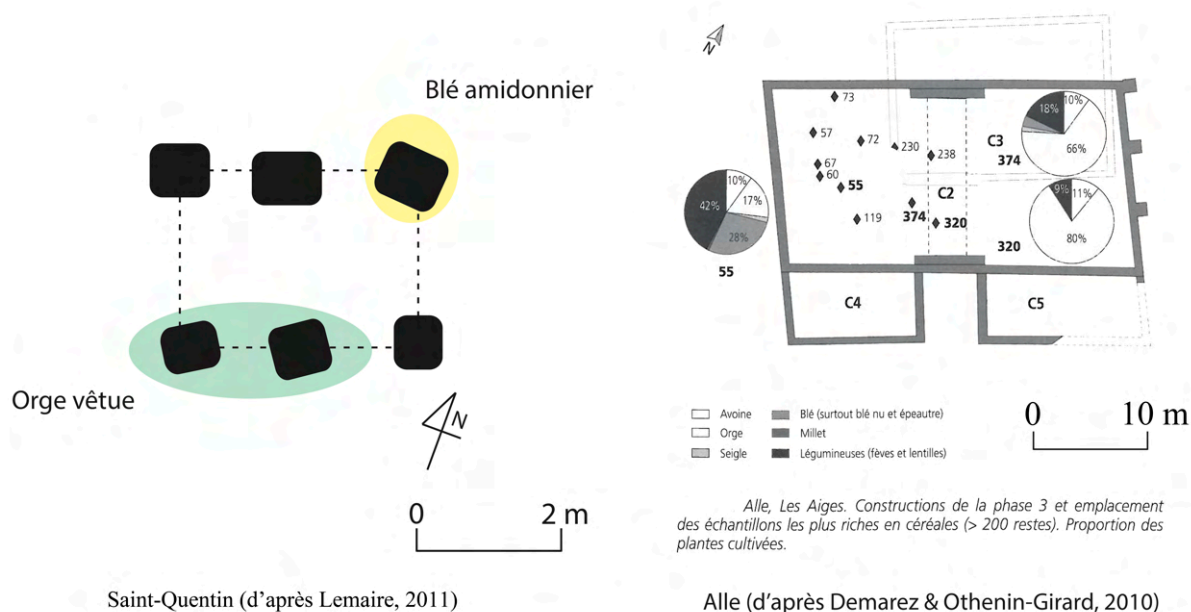 Blé amidonnier
Orge vêtue
N
0 2 m
Saint-Quentin (d'après Lemaire, 2011)
N
73
57
72
230
238
67
60
55
119
374
C2
320
C3
374
18%
10%
66%
320
9%
11%
80%
42%
10%
17%
28%
55
C4
C5
Avoine
Orge
Seigle
Blé (surtout blé nu et épeautre)
Millet
Légumineuses (fèves et lentilles)
0 10 m
Alle, Les Aiges. Constructions de la phase 3 et emplacement
des échantillons les plus riches en céréales (> 200 restes). Proportion des
plantes cultivées.
Alle (d'après Demarez & Othenin-Girard, 2010)